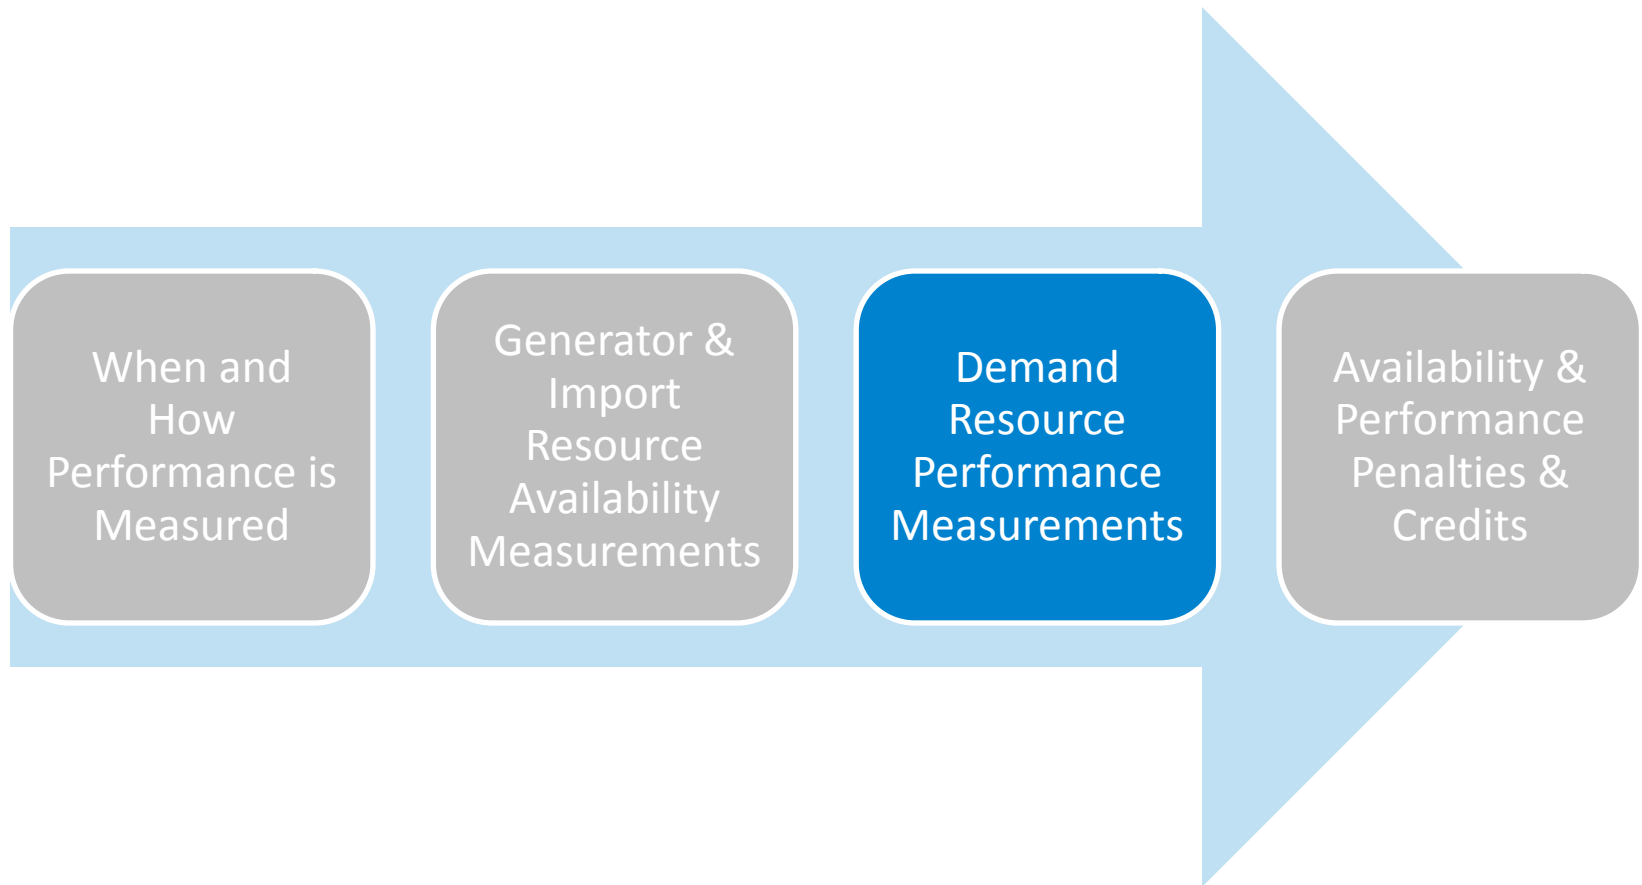 When and
How
Performance is
Measured
Generator &
Import
Resource
Availability
Measurements
Demand
Resource
Performance
Measurements
Availability &
Performance
Penalties &
Credits